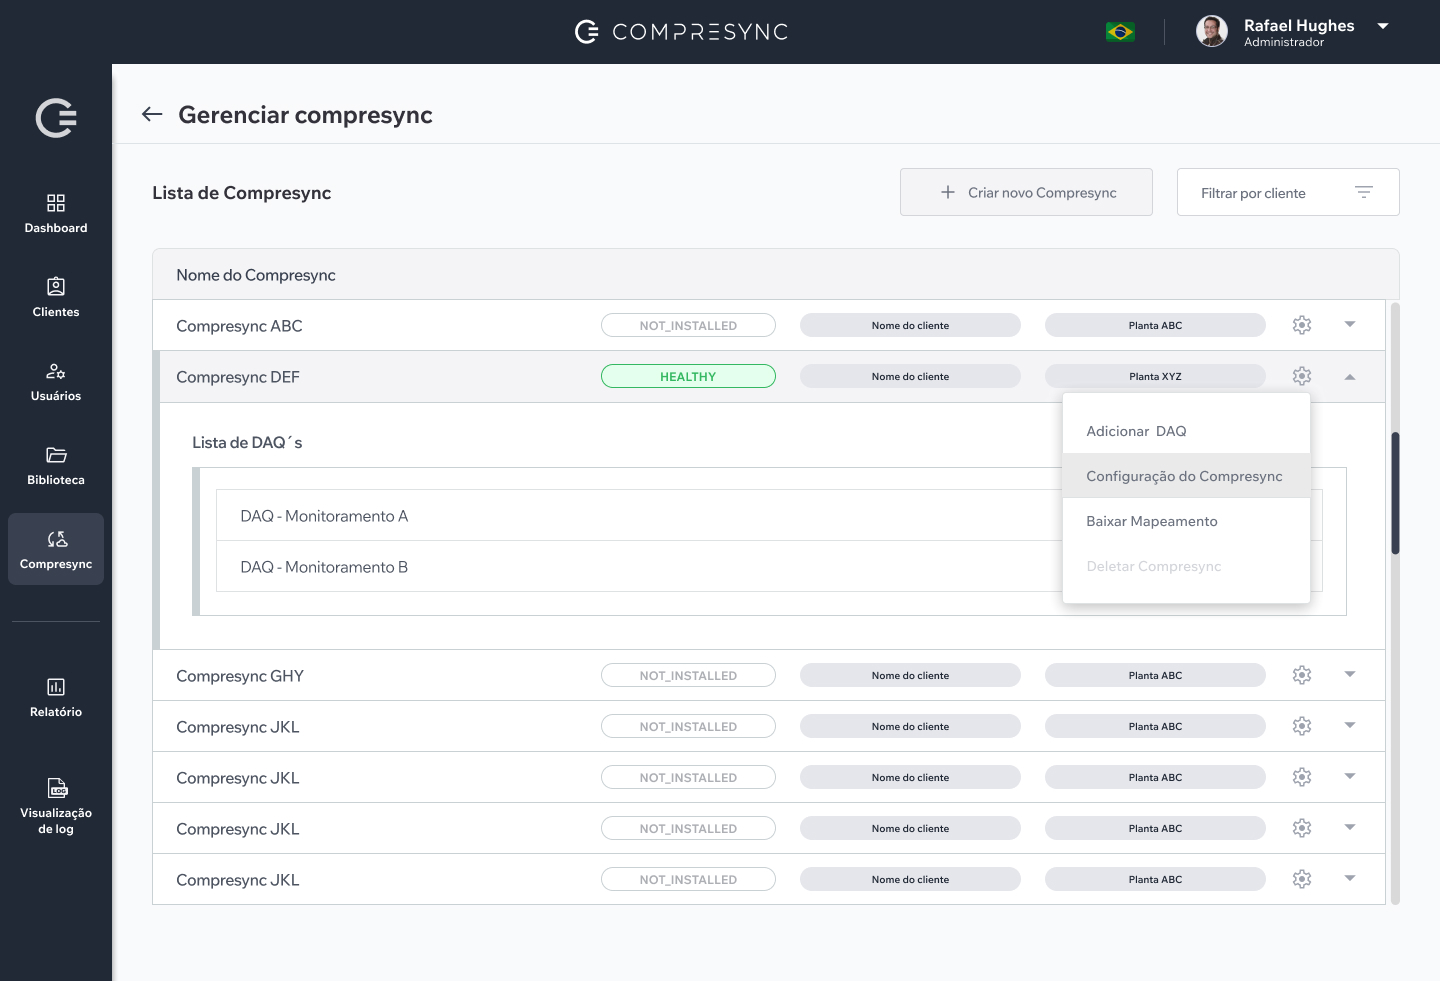 COMPRESYNC
Rafael Hughes
Administrador
Gerenciar compresync
Dashboard
Clientes
Usuários
Biblioteca
Compresync
Relatório
LOG
Visualização
de log
Lista de Compresync
Criar novo Compresync
Filtrar por cliente
Nome do Compresync
Compresync ABC NOT_INSTALLED Nome do cliente Planta ABC
Compresync DEF HEALTHY Nome do cliente Planta XYZ
Adicionar DAQ
Configuração do Compresync
Baixar Mapeamento
Deletar Compresync
Lista de DAQ´s
DAQ - Monitoramento A
DAQ - Monitoramento B
Compresync GHY NOT_INSTALLED Nome do cliente Planta ABC
Compresync JKL NOT_INSTALLED Nome do cliente Planta ABC
Compresync JKL NOT_INSTALLED Nome do cliente Planta ABC
Compresync JKL NOT_INSTALLED Nome do cliente Planta ABC
Compresync JKL NOT_INSTALLED Nome do cliente Planta ABC